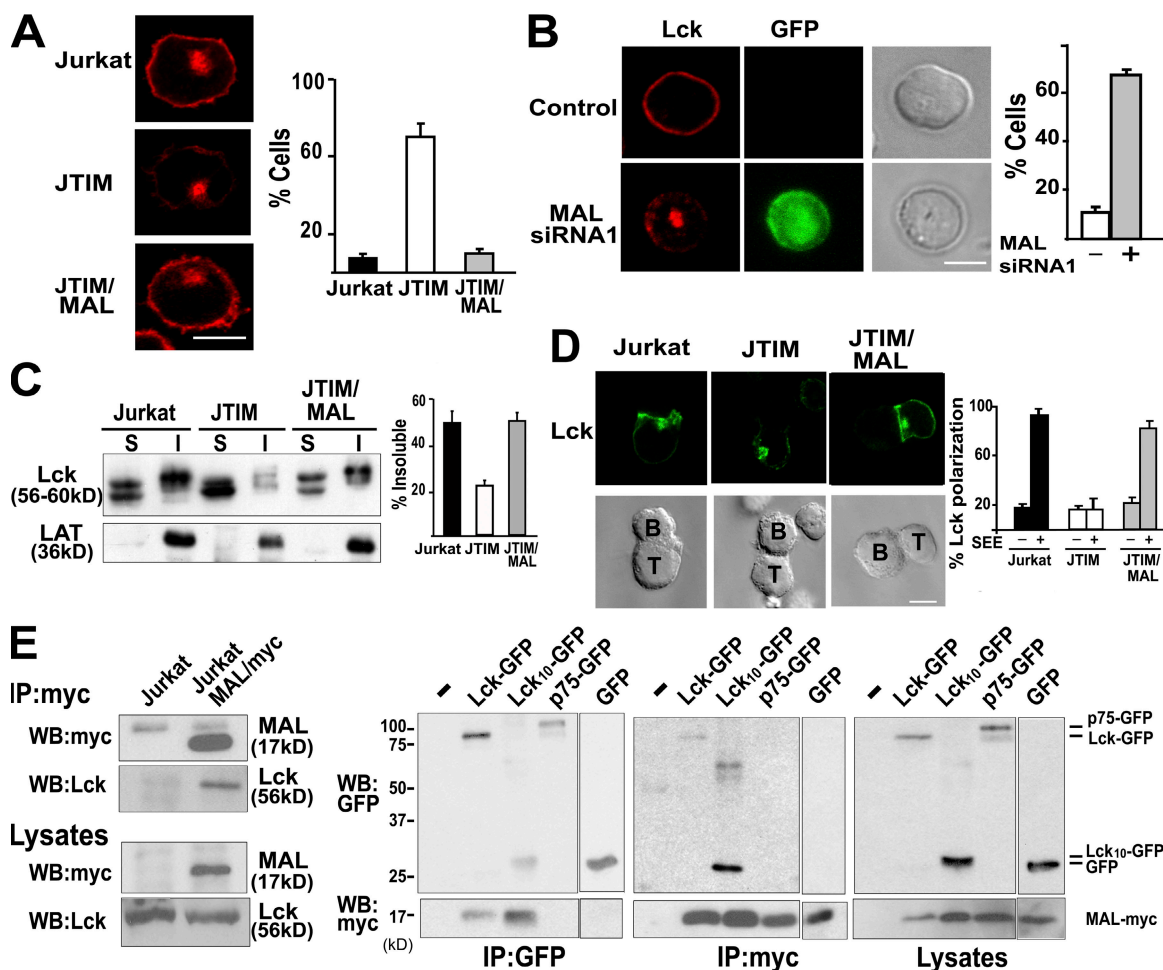 A
Jurkat
JTIM
JTIM/
MAL
% Cells
100
60
20
Jurkat JTIM JTIM/
MAL
B
Lck GFP
Control
MAL
siRNA1
% Cells
60
40
20
MAL
siRNA1
– +
C
Jurkat JTIM JTIM/
MAL
S I S I S I
Lck
(56-60kD)
LAT
(36kD)
% Insoluble
60
40
20
Jurkat JTIM JTIM/
MAL
D
Jurkat JTIM JTIM/
MAL
Lck
B B B T
T T
% Lck polarization
100
60
20
SEE – + – + – +
Jurkat JTIM JTIM/
MAL
E
Jurkat Jurkat
MAL/myc
IP:myc
WB:myc MAL
(17kD)
WB:Lck Lck
(56kD)
Lysates
WB:myc MAL
(17kD)
WB:Lck Lck
(56kD)
– Lck-GFP Lck10-GFP p75-GFP GFP
– Lck-GFP Lck10-GFP p75-GFP GFP
– Lck-GFP Lck10-GFP p75-GFP GFP
WB:
GFP
100
75
50
37
25
WB:
myc
17
(kD)
p75-GFP
Lck-GFP
Lck10-GFP
GFP
MAL-myc
IP:GFP IP:myc Lysates